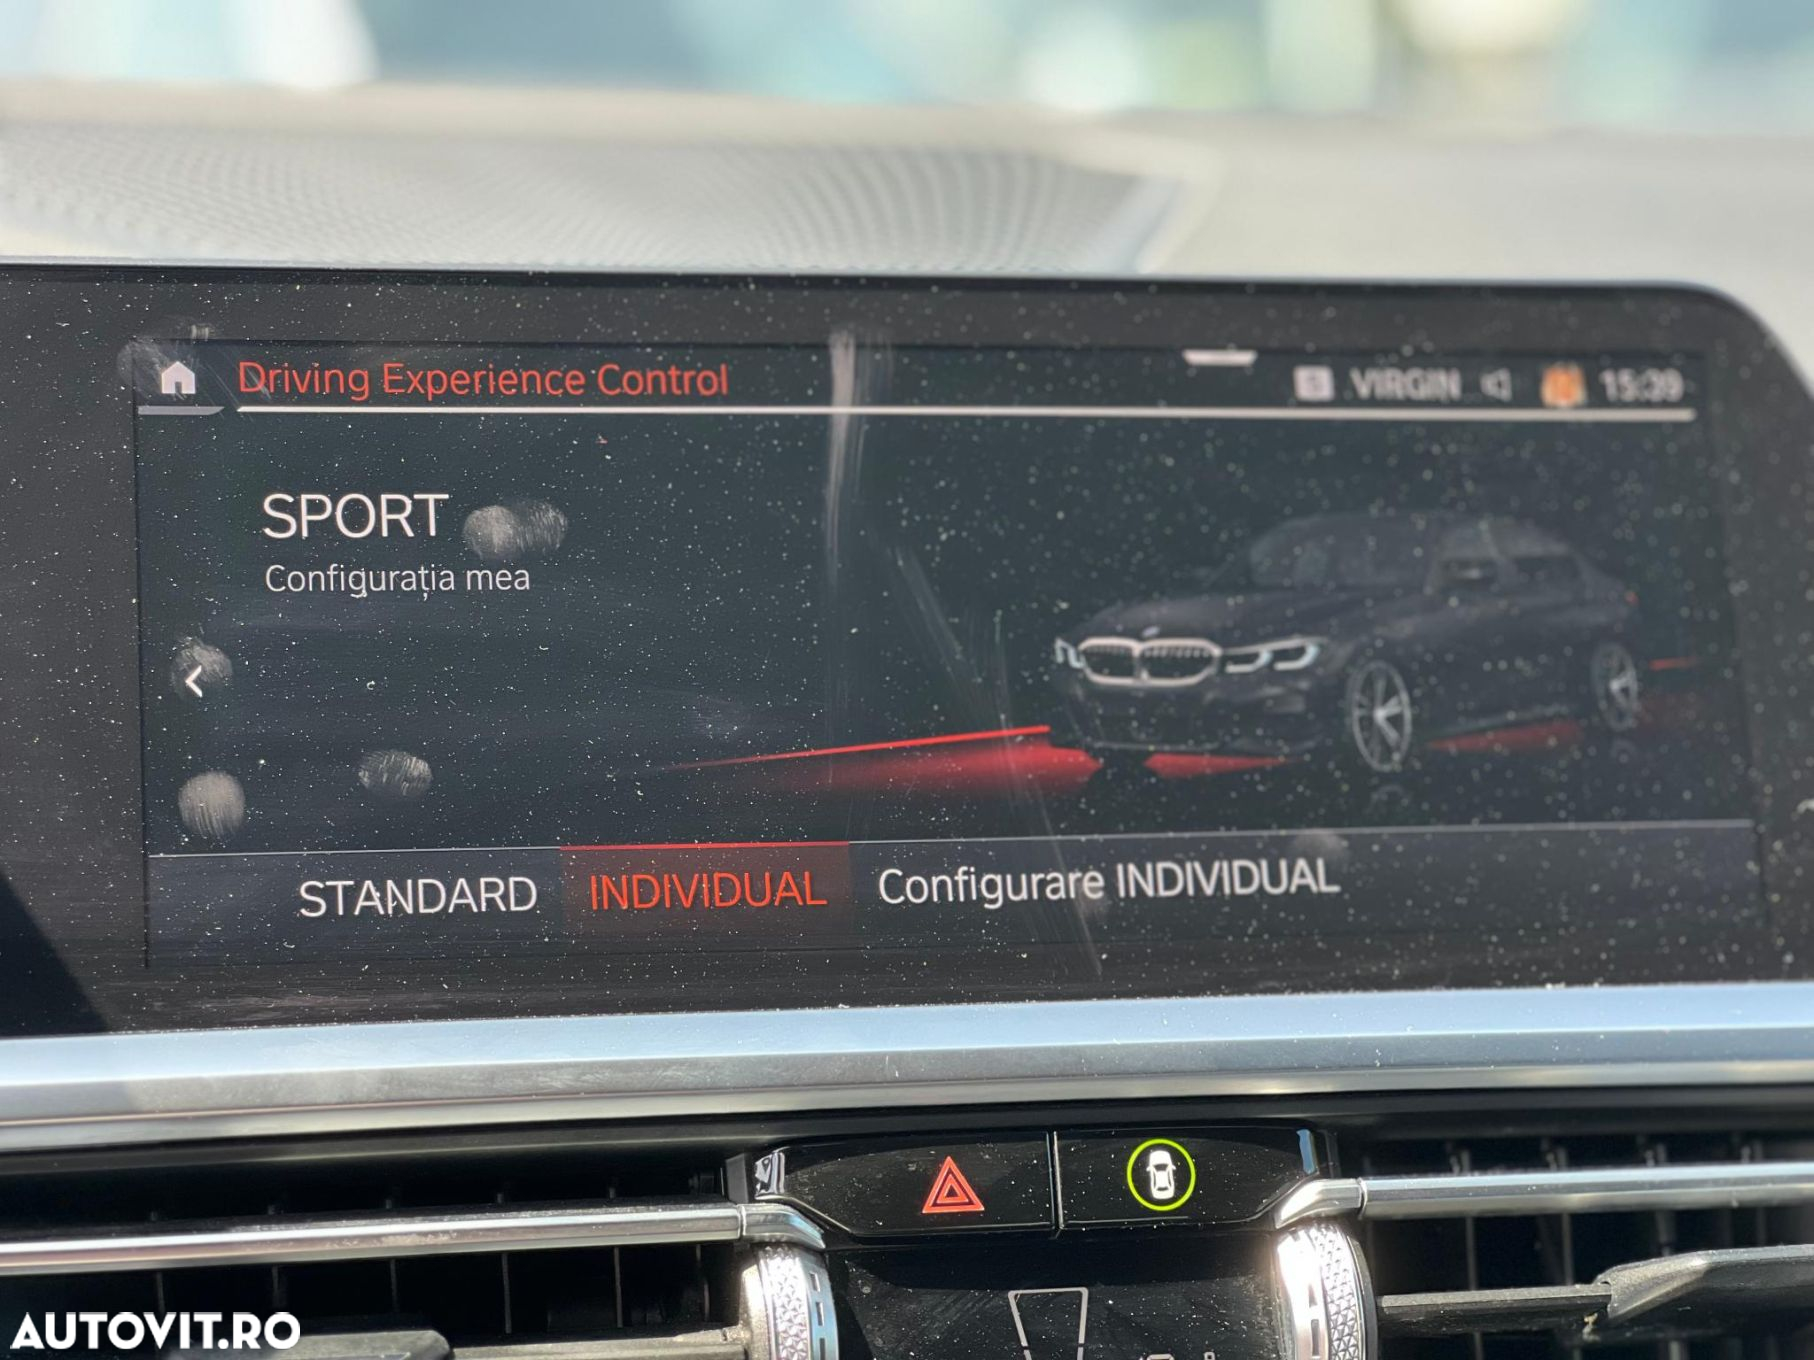 Driving Experience Control
VIRGIN 15:39
SPORT
Configurația mea
STANDARD INDIVIDUAL Configurare INDIVIDUAL
AUTOVIT.RO